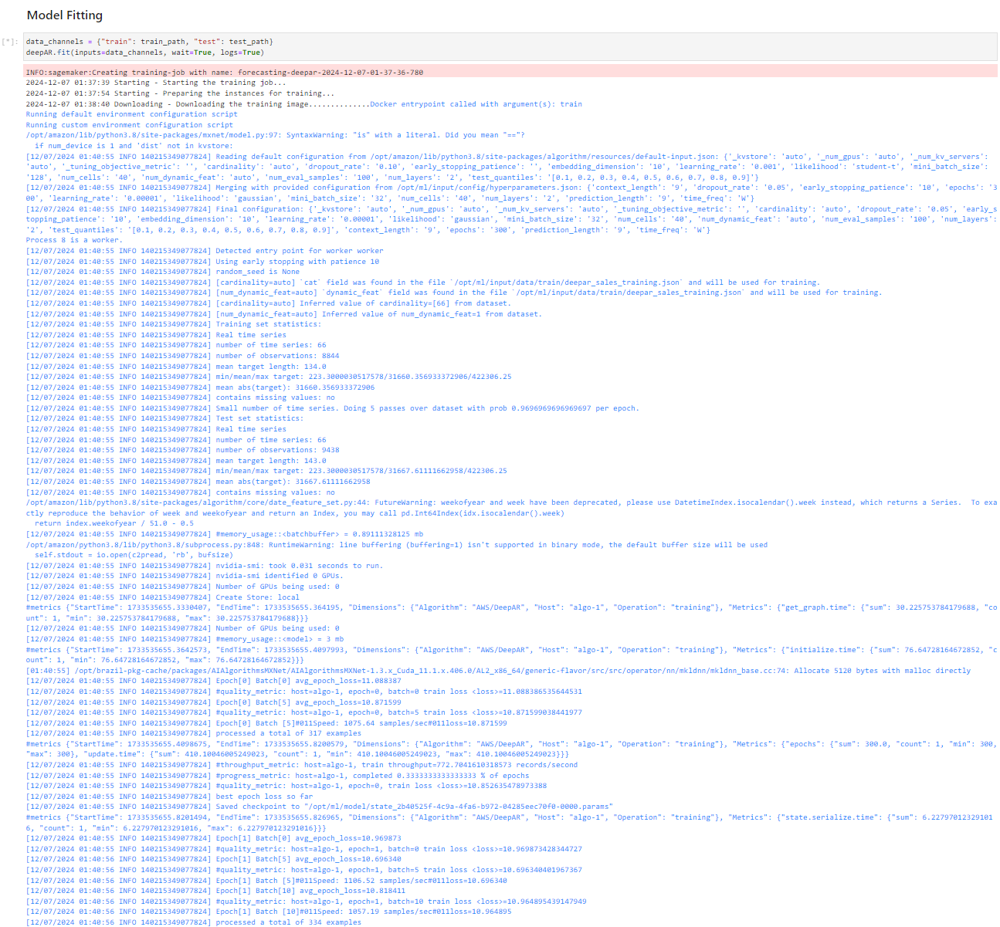 Model Fitting
[*]:
data_channels = {"train": train_path, "test": test_path}
deepAR.fit(inputs=data_channels, wait=True, logs=True)
INFO:sagemaker:Creating training-job with name: forecasting-deepar-2024-12-07-01-37-36-780
2024-12-07 01:37:39 Starting - Starting the training job...
2024-12-07 01:37:54 Starting - Preparing the instances for training...
2024-12-07 01:38:40 Downloading - Downloading the training image..............Docker entrypoint called with argument(s): train
Running default environment configuration script
Running custom environment configuration script
/opt/amazon/lib/python3.8/site-packages/mxnet/model.py:97: SyntaxWarning: "is" with a literal. Did you mean "=="?
  if num_device is 1 and 'dist' not in kvstore:
[12/07/2024 01:40:55 INFO 140215349077824] Reading default configuration from /opt/amazon/lib/python3.8/site-packages/algorithm/resources/default-input.json: {'_kvstore': 'auto', '_num_gpus': 'auto', '_num_kv_servers':
'auto', '_tuning_objective_metric': '', 'cardinality': 'auto', 'dropout_rate': '0.10', 'early_stopping_patience': '', 'embedding_dimension': '10', 'learning_rate': '0.001', 'likelihood': 'student-t', 'mini_batch_size':
'128', 'num_cells': '40', 'num_dynamic_feat': 'auto', 'num_eval_samples': '100', 'num_layers': '2', 'test_quantiles': '[0.1, 0.2, 0.3, 0.4, 0.5, 0.6, 0.7, 0.8, 0.9]'}
[12/07/2024 01:40:55 INFO 140215349077824] Merging with provided configuration from /opt/ml/input/config/hyperparameters.json: {'context_length': '9', 'dropout_rate': '0.05', 'early_stopping_patience': '10', 'epochs': '3
00', 'learning_rate': '0.00001', 'likelihood': 'gaussian', 'mini_batch_size': '32', 'num_cells': '40', 'num_layers': '2', 'prediction_length': '9', 'time_freq': 'W'}
[12/07/2024 01:40:55 INFO 140215349077824] Final configuration: {'_kvstore': 'auto', '_num_gpus': 'auto', '_num_kv_servers': 'auto', '_tuning_objective_metric': '', 'cardinality': 'auto', 'dropout_rate': '0.05', 'early_s
topping_patience': '10', 'embedding_dimension': '10', 'learning_rate': '0.00001', 'likelihood': 'gaussian', 'mini_batch_size': '32', 'num_cells': '40', 'num_dynamic_feat': 'auto', 'num_eval_samples': '100', 'num_layers':
'2', 'test_quantiles': '[0.1, 0.2, 0.3, 0.4, 0.5, 0.6, 0.7, 0.8, 0.9]', 'context_length': '9', 'epochs': '300', 'prediction_length': '9', 'time_freq': 'W'}
Process 8 is a worker.
[12/07/2024 01:40:55 INFO 140215349077824] Detected entry point for worker worker
[12/07/2024 01:40:55 INFO 140215349077824] Using early stopping with patience 10
[12/07/2024 01:40:55 INFO 140215349077824] random_seed is None
[12/07/2024 01:40:55 INFO 140215349077824] [cardinality=auto] `cat` field was found in the file `/opt/ml/input/data/train/deepar_sales_training.json` and will be used for training.
[12/07/2024 01:40:55 INFO 140215349077824] [num_dynamic_feat=auto] `dynamic_feat` field was found in the file `/opt/ml/input/data/train/deepar_sales_training.json` and will be used for training.
[12/07/2024 01:40:55 INFO 140215349077824] [cardinality=auto] Inferred value of cardinality=[66] from dataset.
[12/07/2024 01:40:55 INFO 140215349077824] [num_dynamic_feat=auto] Inferred value of num_dynamic_feat=1 from dataset.
[12/07/2024 01:40:55 INFO 140215349077824] Training set statistics:
[12/07/2024 01:40:55 INFO 140215349077824] Real time series
[12/07/2024 01:40:55 INFO 140215349077824] number of time series: 66
[12/07/2024 01:40:55 INFO 140215349077824] number of observations: 8844
[12/07/2024 01:40:55 INFO 140215349077824] mean target length: 134.0
[12/07/2024 01:40:55 INFO 140215349077824] min/mean/max target: 223.3000030517578/31660.356933372906/422306.25
[12/07/2024 01:40:55 INFO 140215349077824] mean abs(target): 31660.356933372906
[12/07/2024 01:40:55 INFO 140215349077824] contains missing values: no
[12/07/2024 01:40:55 INFO 140215349077824] Small number of time series. Doing 5 passes over dataset with prob 0.9696969696969697 per epoch.
[12/07/2024 01:40:55 INFO 140215349077824] Test set statistics:
[12/07/2024 01:40:55 INFO 140215349077824] Real time series
[12/07/2024 01:40:55 INFO 140215349077824] number of time series: 66
[12/07/2024 01:40:55 INFO 140215349077824] number of observations: 9438
[12/07/2024 01:40:55 INFO 140215349077824] mean target length: 143.0
[12/07/2024 01:40:55 INFO 140215349077824] min/mean/max target: 223.3000030517578/31667.61111662958/422306.25
[12/07/2024 01:40:55 INFO 140215349077824] mean abs(target): 31667.61111662958
[12/07/2024 01:40:55 INFO 140215349077824] contains missing values: no
/opt/amazon/lib/python3.8/site-packages/algorithm/core/date_feature_set.py:44: FutureWarning: weekofyear and week have been deprecated, please use DatetimeIndex.isocalendar().week instead, which returns a Series.  To exa
ctly reproduce the behavior of week and weekofyear and return an Index, you may call pd.Int64Index(idx.isocalendar().week)
  return index.weekofyear / 51.0 - 0.5
[12/07/2024 01:40:55 INFO 140215349077824] #memory_usage::<batchbuffer> = 0.89111328125 mb
/opt/amazon/python3.8/lib/python3.8/subprocess.py:848: RuntimeWarning: line buffering (buffering=1) isn't supported in binary mode, the default buffer size will be used
  self.stdout = io.open(c2pread, 'rb', bufsize)
[12/07/2024 01:40:55 INFO 140215349077824] nvidia-smi: took 0.031 seconds to run.
[12/07/2024 01:40:55 INFO 140215349077824] nvidia-smi identified 0 GPUs.
[12/07/2024 01:40:55 INFO 140215349077824] Number of GPUs being used: 0
[12/07/2024 01:40:55 INFO 140215349077824] Create Store: local
#metrics {"StartTime": 1733535655.3330407, "EndTime": 1733535655.364195, "Dimensions": {"Algorithm": "AWS/DeepAR", "Host": "algo-1", "Operation": "training"}, "Metrics": {"get_graph.time": {"sum": 30.225753784179688, "co
unt": 1, "min": 30.225753784179688, "max": 30.225753784179688}}}
[12/07/2024 01:40:55 INFO 140215349077824] Number of GPUs being used: 0
[12/07/2024 01:40:55 INFO 140215349077824] #memory_usage::<model> = 3 mb
#metrics {"StartTime": 1733535655.3642573, "EndTime": 1733535655.4097993, "Dimensions": {"Algorithm": "AWS/DeepAR", "Host": "algo-1", "Operation": "training"}, "Metrics": {"initialize.time": {"sum": 76.64728164672852, "c
ount": 1, "min": 76.64728164672852, "max": 76.64728164672852}}}
[01:40:55] /opt/brazil-pkg-cache/packages/AIAlgorithmsMXNet/AIAlgorithmsMXNet-1.3.x_Cuda_11.1.x.406.0/AL2_x86_64/generic-flavor/src/src/operator/nn/mkldnn/mkldnn_base.cc:74: Allocate 5120 bytes with malloc directly
[12/07/2024 01:40:55 INFO 140215349077824] Epoch[0] Batch[0] avg_epoch_loss=11.088387
[12/07/2024 01:40:55 INFO 140215349077824] #quality_metric: host=algo-1, epoch=0, batch=0 train loss <loss>=11.088386535644531
[12/07/2024 01:40:55 INFO 140215349077824] Epoch[0] Batch[5] avg_epoch_loss=10.871599
[12/07/2024 01:40:55 INFO 140215349077824] #quality_metric: host=algo-1, epoch=0, batch=5 train loss <loss>=10.871599038441977
[12/07/2024 01:40:55 INFO 140215349077824] Epoch[0] Batch [5]#011Speed: 1075.64 samples/sec#011loss=10.871599
[12/07/2024 01:40:55 INFO 140215349077824] processed a total of 317 examples
#metrics {"StartTime": 1733535655.4098675, "EndTime": 1733535655.8200579, "Dimensions": {"Algorithm": "AWS/DeepAR", "Host": "algo-1", "Operation": "training"}, "Metrics": {"epochs": {"sum": 300.0, "count": 1, "min": 300,
"max": 300}, "update.time": {"sum": 410.10046005249023, "count": 1, "min": 410.10046005249023, "max": 410.10046005249023}}}
[12/07/2024 01:40:55 INFO 140215349077824] #throughput_metric: host=algo-1, train throughput=772.7041610318573 records/second
[12/07/2024 01:40:55 INFO 140215349077824] #progress_metric: host=algo-1, completed 0.3333333333333333 % of epochs
[12/07/2024 01:40:55 INFO 140215349077824] #quality_metric: host=algo-1, epoch=0, train loss <loss>=10.852635478973388
[12/07/2024 01:40:55 INFO 140215349077824] best epoch loss so far
[12/07/2024 01:40:55 INFO 140215349077824] Saved checkpoint to "/opt/ml/model/state_2b40525f-4c9a-4fa6-b972-04285eec70f0-0000.params"
#metrics {"StartTime": 1733535655.8201494, "EndTime": 1733535655.826965, "Dimensions": {"Algorithm": "AWS/DeepAR", "Host": "algo-1", "Operation": "training"}, "Metrics": {"state.serialize.time": {"sum": 6.22797012329101
6, "count": 1, "min": 6.227970123291016, "max": 6.227970123291016}}}
[12/07/2024 01:40:55 INFO 140215349077824] Epoch[1] Batch[0] avg_epoch_loss=10.969873
[12/07/2024 01:40:55 INFO 140215349077824] #quality_metric: host=algo-1, epoch=1, batch=0 train loss <loss>=10.969873428344727
[12/07/2024 01:40:56 INFO 140215349077824] Epoch[1] Batch[5] avg_epoch_loss=10.696340
[12/07/2024 01:40:56 INFO 140215349077824] #quality_metric: host=algo-1, epoch=1, batch=5 train loss <loss>=10.696340401967367
[12/07/2024 01:40:56 INFO 140215349077824] Epoch[1] Batch [5]#011Speed: 1106.52 samples/sec#011loss=10.696340
[12/07/2024 01:40:56 INFO 140215349077824] Epoch[1] Batch[10] avg_epoch_loss=10.818411
[12/07/2024 01:40:56 INFO 140215349077824] #quality_metric: host=algo-1, epoch=1, batch=10 train loss <loss>=10.964895439147949
[12/07/2024 01:40:56 INFO 140215349077824] Epoch[1] Batch [10]#011Speed: 1057.19 samples/sec#011loss=10.964895
[12/07/2024 01:40:56 INFO 140215349077824] processed a total of 334 examples